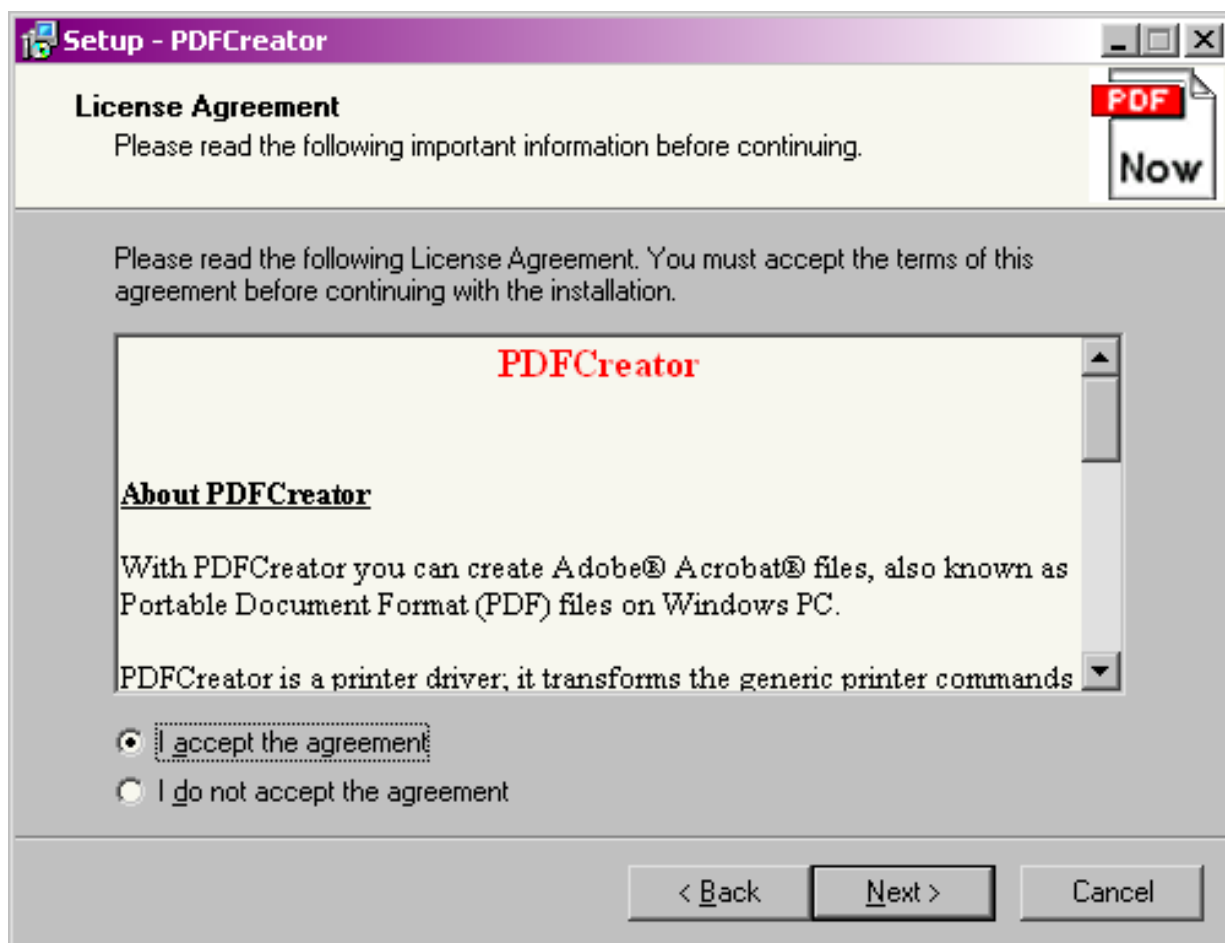 Setup - PDFCreator
License Agreement
Please read the following important information before continuing.
PDF
Now
Please read the following License Agreement. You must accept the terms of this
agreement before continuing with the installation.
PDFCreator
About PDFCreator
With PDFCreator you can create Adobe® Acrobat® files, also known as
Portable Document Format (PDF) files on Windows PC.
PDFCreator is a printer driver; it transforms the generic printer commands
I accept the agreement
I do not accept the agreement
< Back
Next >
Cancel